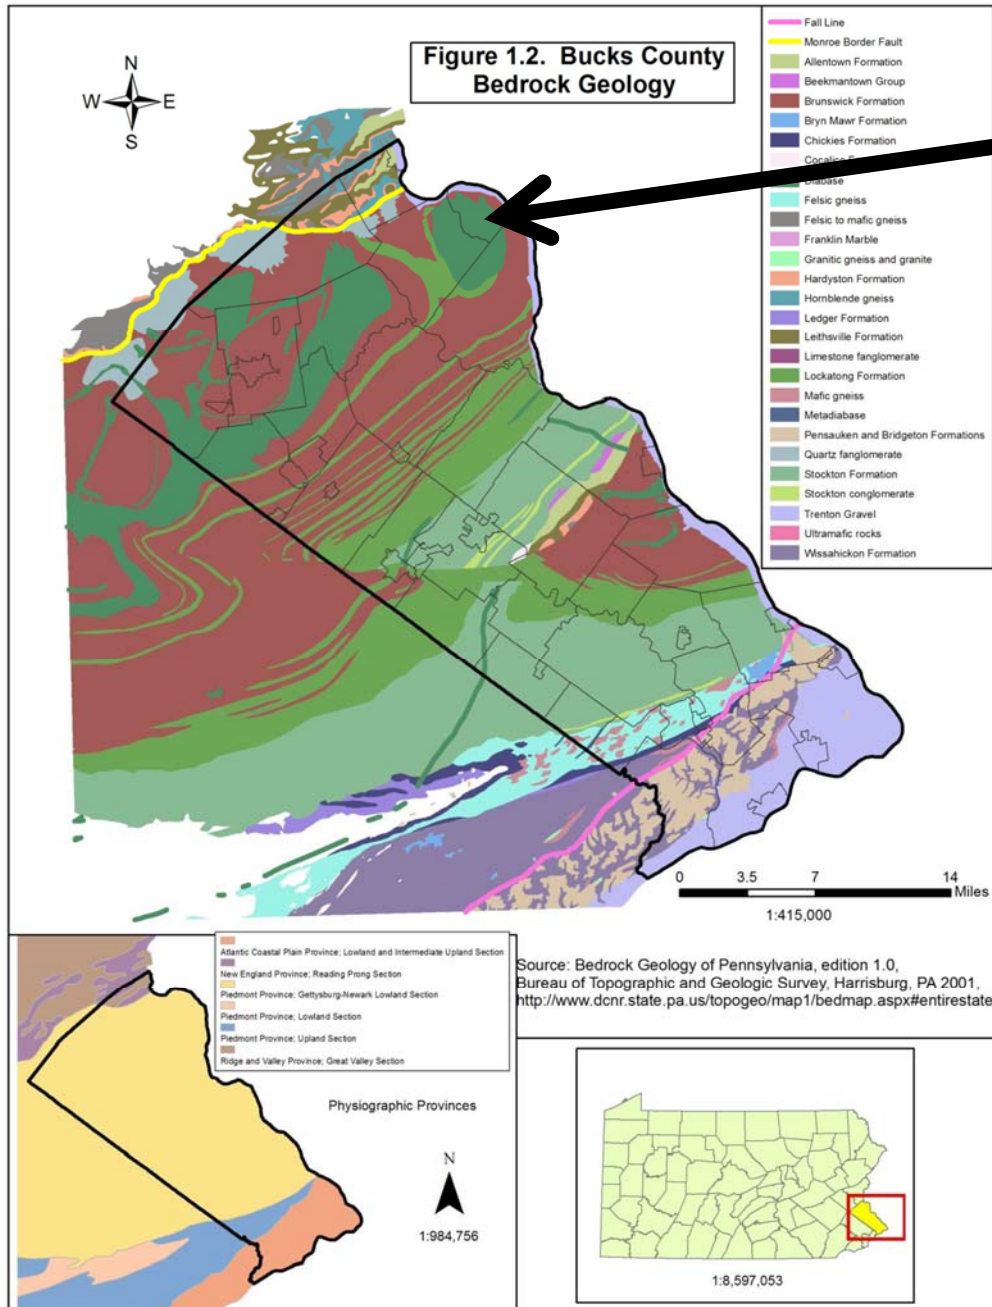 Figure 1.2. Bucks County
Bedrock Geology
N
W
E
S
Fall Line
Monroe Border Fault
Allentown Formation
Beekmantown Group
Brunswick Formation
Bryn Mawr Formation
Chickies Formation
Diabase
Felsic gneiss
Felsic to mafic gneiss
Franklin Marble
Granitic gneiss and granite
Hardyston Formation
Hornblende gneiss
Ledger Formation
Leithsville Formation
Limestone fanglomerate
Lockatong Formation
Mafic gneiss
Metadiabase
Pensauken and Bridgeton Formations
Quartz fanglomerate
Stockton Formation
Stockton conglomerate
Trenton Gravel
Ultramafic rocks
Wissahickon Formation
0 3.5 7 14
Miles
1:415,000
Atlantic Coastal Plain Province; Lowland and Intermediate Upland Section
New England Province; Reading Prong Section
Piedmont Province; Gettysburg-Newark Lowland Section
Piedmont Province; Lowland Section
Piedmont Province; Upland Section
Ridge and Valley Province; Great Valley Section
Source: Bedrock Geology of Pennsylvania, edition 1.0,
Bureau of Topographic and Geologic Survey, Harrisburg, PA 2001,
http://www.dcnr.state.pa.us/topogeo/map1/bedmap.aspx#entirestate
Physiographic Provinces
N
1:984,756
1:8,597,053